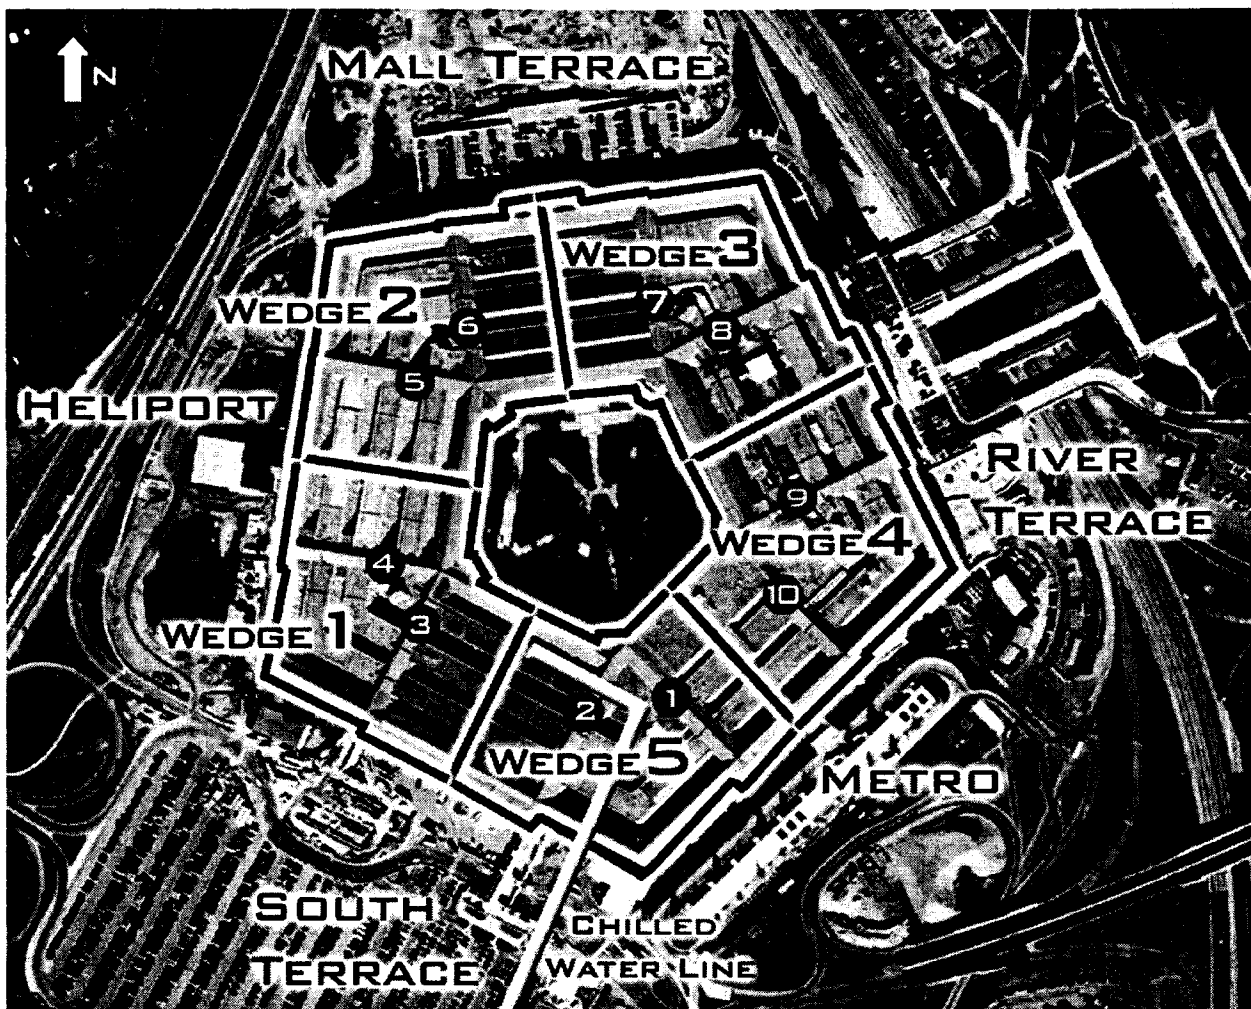 N
MALL TERRACE
WEDGE 3
WEDGE 2
7
6
8
5
HELIPORT
RIVER
TERRACE
9
WEDGE 4
4
10
3
WEDGE 1
1
2
WEDGE 5
METRO
SOUTH
TERRACE
CHILLED
WATER LINE